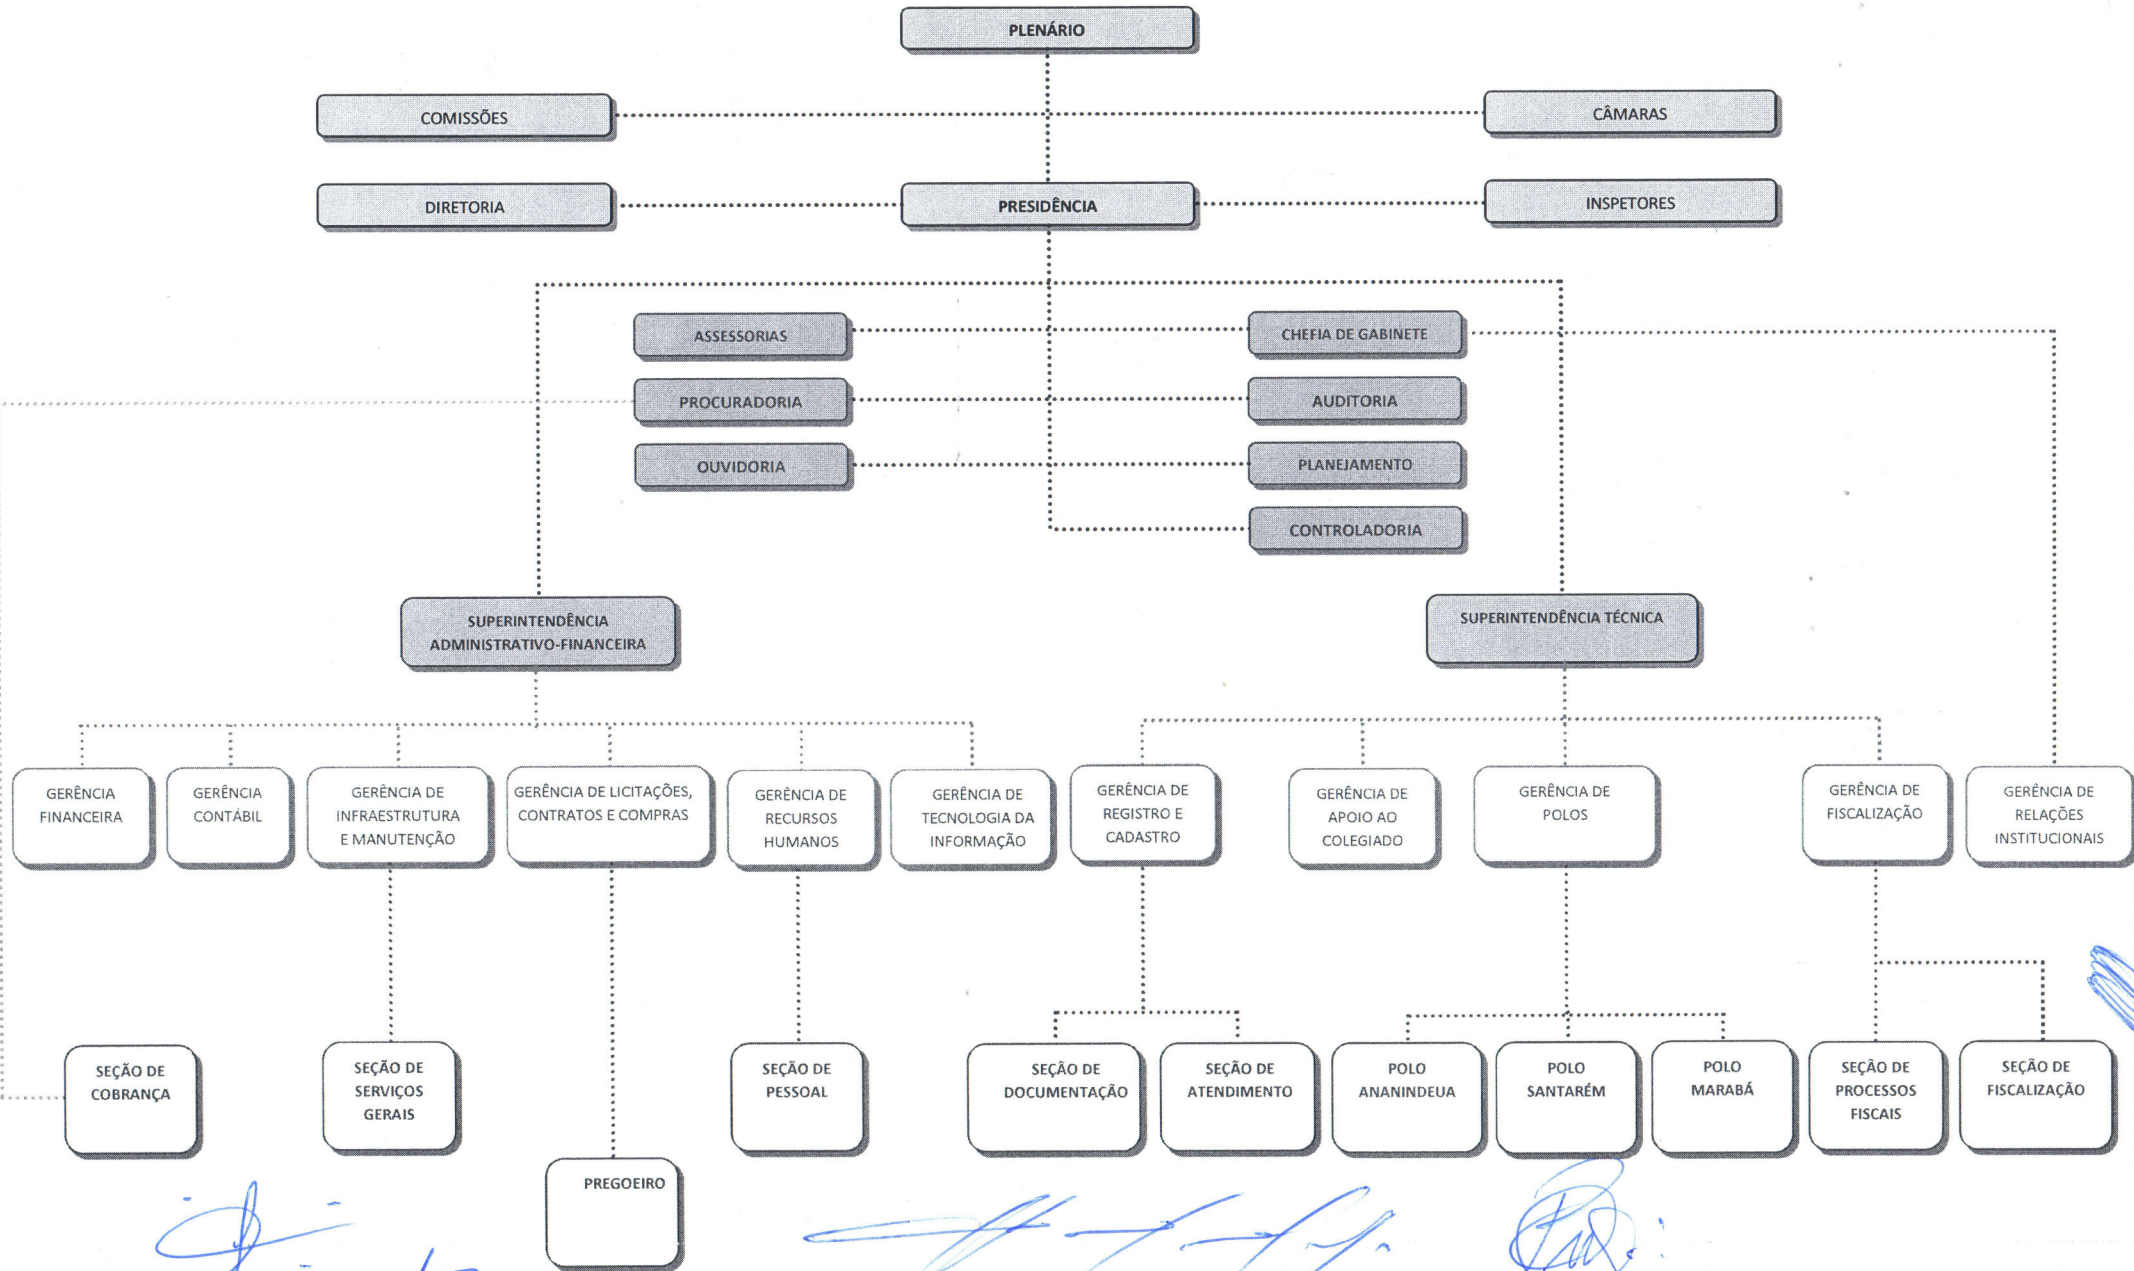 PLENÁRIO
COMISSÕES
CÂMARAS
DIRETORIA
PRESIDÊNCIA
INSPETORES
ASSESSORIAS
CHEFIA DE GABINETE
PROCURADORIA
AUDITORIA
OUVIDORIA
PLANEJAMENTO
CONTROLADORIA
SUPERINTENDÊNCIA
ADMINISTRATIVO-FINANCEIRA
SUPERINTENDÊNCIA TÉCNICA
GERÊNCIA
FINANCEIRA
GERÊNCIA
CONTÁBIL
GERÊNCIA DE
INFRAESTRUTURA
E MANUTENÇÃO
GERÊNCIA DE LICITAÇÕES,
CONTRATOS E COMPRAS
GERÊNCIA DE
RECURSOS
HUMANOS
GERÊNCIA DE
TECNOLOGIA DA
INFORMAÇÃO
GERÊNCIA DE
REGISTRO E
CADASTRO
GERÊNCIA DE
APOIO AO
COLEGIADO
GERÊNCIA DE
POLOS
GERÊNCIA DE
FISCALIZAÇÃO
GERÊNCIA DE
RELAÇÕES
INSTITUCIONAIS
SEÇÃO DE
COBRANÇA
SEÇÃO DE
SERVIÇOS
GERAIS
SEÇÃO DE
PESSOAL
SEÇÃO DE
DOCUMENTAÇÃO
SEÇÃO DE
ATENDIMENTO
POLO
ANANINDEUA
POLO
SANTARÉM
POLO
MARABÁ
SEÇÃO DE
PROCESSOS
FISCAIS
SEÇÃO DE
FISCALIZAÇÃO
PREGOEIRO